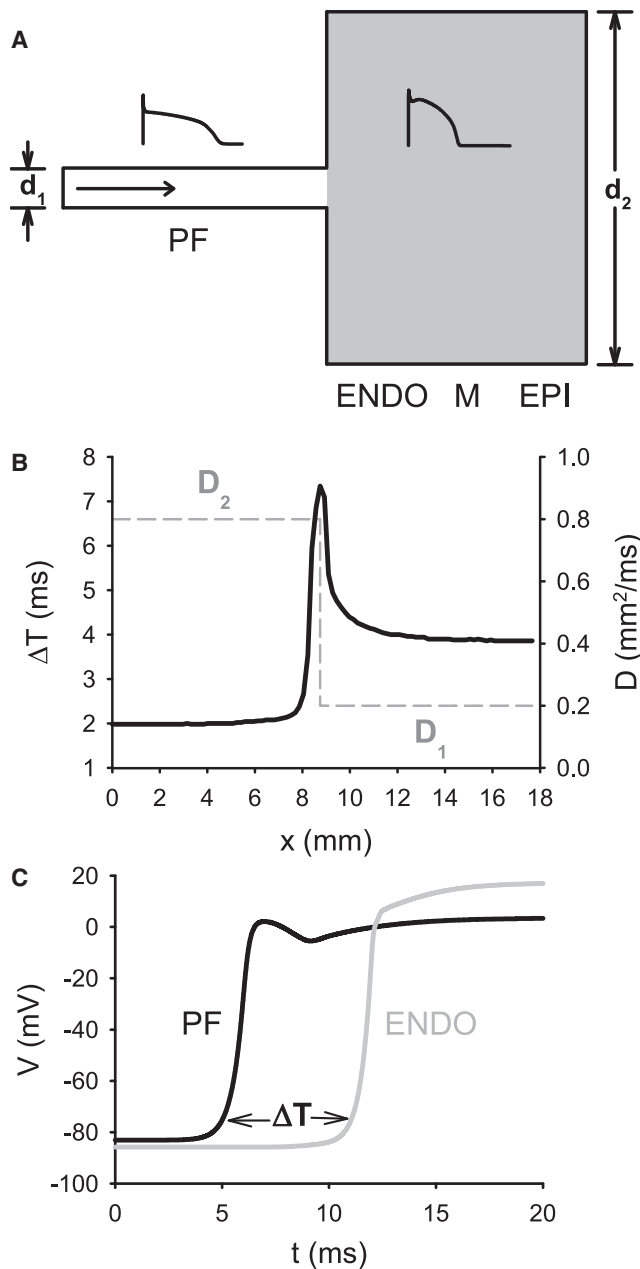 A
d₁
PF
d₂
ENDO M EPI
B
8
7
6
5
4
3
2
1
ΔT (ms)
D₂
D₁
1.0
0.8
0.6
0.4
0.2
0.0
D (mm²/ms)
0 2 4 6 8 10 12 14 16 18
x (mm)
C
20
0
-20
-40
-60
-80
-100
V (mV)
PF
ENDO
ΔT
0 5 10 15 20
t (ms)